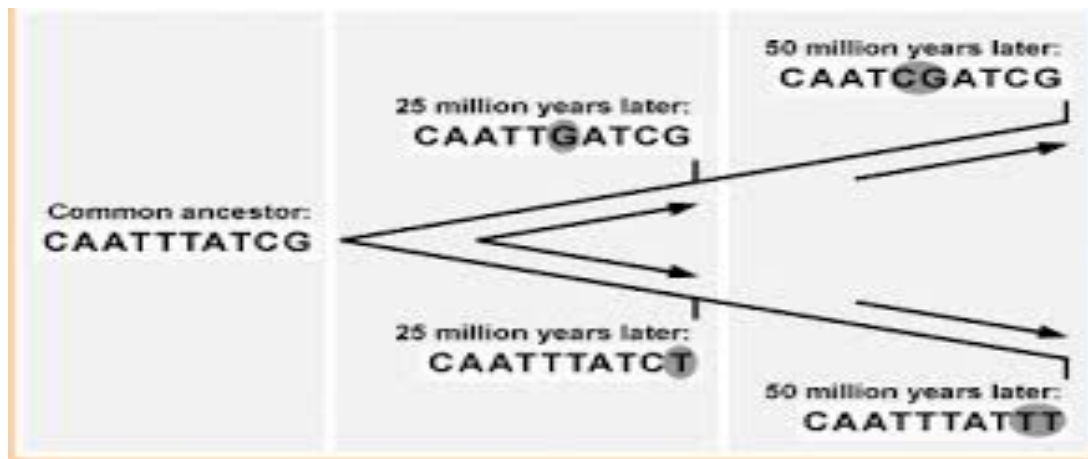 Common ancestor:
CAATTTATCG
25 million years later:
CAATTGATCG
25 million years later:
CAATTTATCT
50 million years later:
CAATCGATCG
50 million years later:
CAATTTATTT